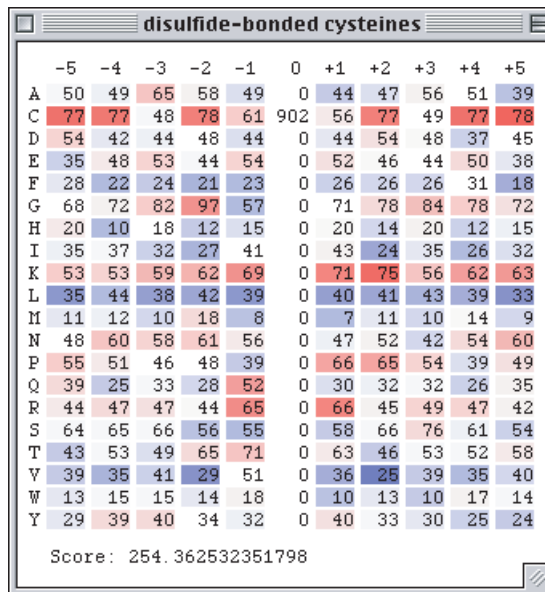 disulfide-bonded cysteines
-5 -4 -3 -2 -1 0 +1 +2 +3 +4 +5
A 50 49 65 58 49 0 44 47 56 51 39
C 77 77 48 78 61 902 56 77 49 77 78
D 54 42 44 48 44 0 44 54 48 37 45
E 35 48 53 44 54 0 52 46 44 50 38
F 28 22 24 21 23 0 26 26 26 31 18
G 68 72 82 97 57 0 71 78 84 78 72
H 20 10 18 12 15 0 20 14 20 12 15
I 35 37 32 27 41 0 43 24 35 26 32
K 53 53 59 62 69 0 71 75 56 62 63
L 35 44 38 42 39 0 40 41 43 39 33
M 11 12 10 18 8 0 7 11 10 14 9
N 48 60 58 61 56 0 47 52 42 54 60
P 55 51 46 48 39 0 66 65 54 39 49
Q 39 25 33 28 52 0 30 32 32 26 35
R 44 47 47 44 65 0 66 45 49 47 42
S 64 65 66 56 55 0 58 66 76 61 54
T 43 53 49 65 71 0 63 46 53 52 58
V 39 35 41 29 51 0 36 25 39 35 40
W 13 15 15 14 18 0 10 13 10 17 14
Y 29 39 40 34 32 0 40 33 30 25 24
Score: 254.362532351798